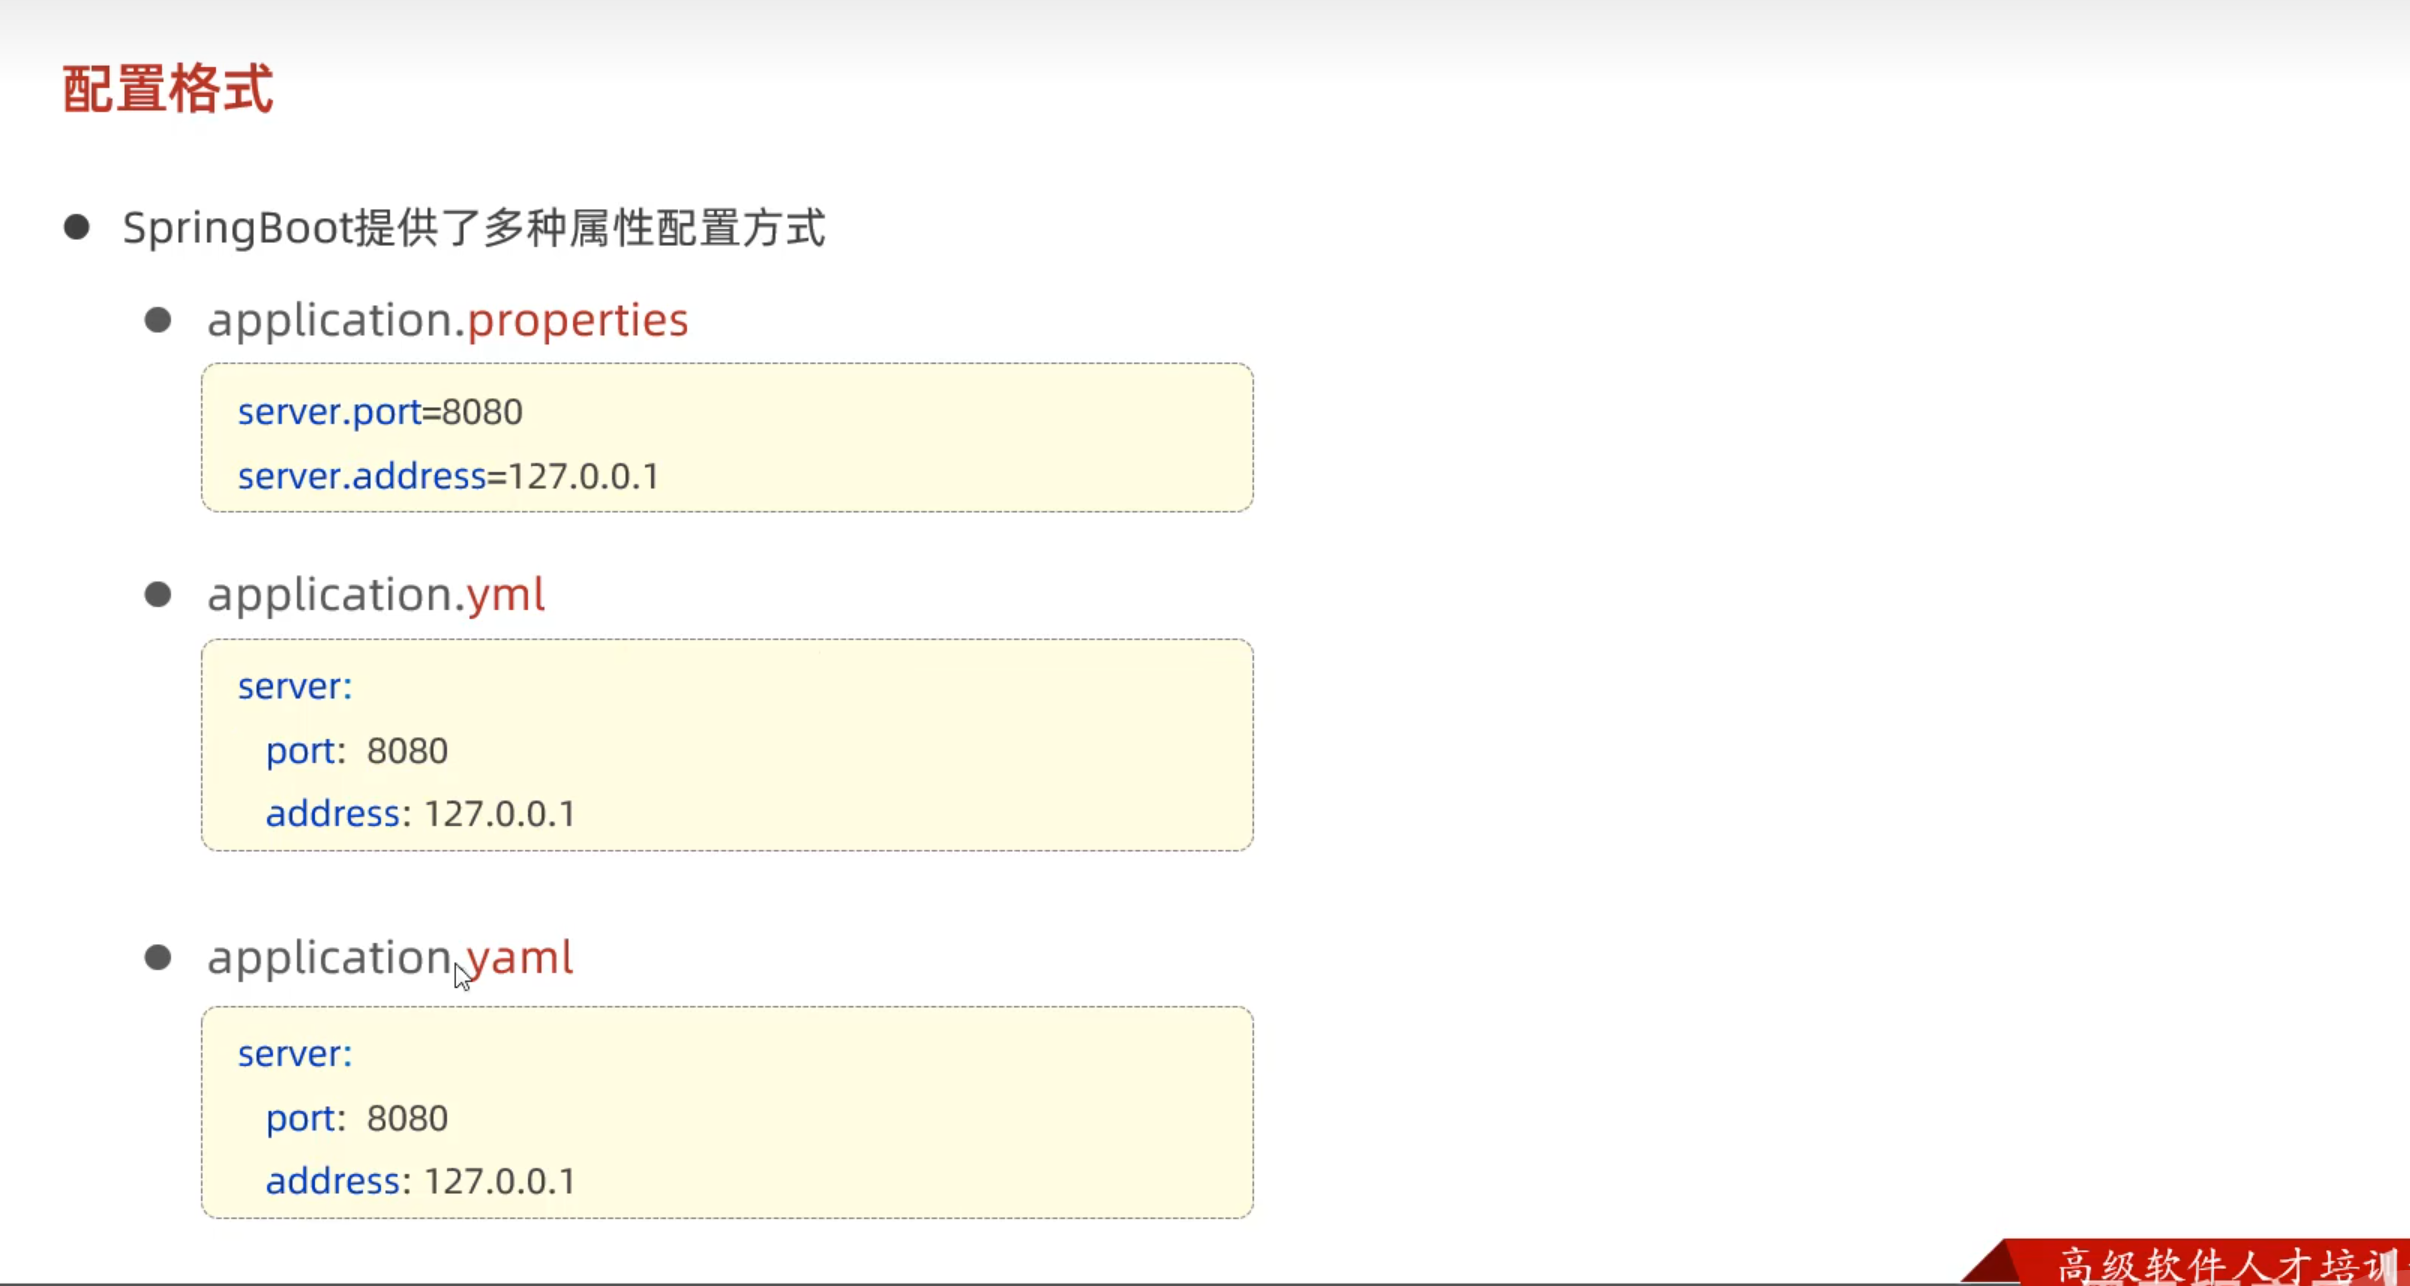 配置格式
SpringBoot提供了多种属性配置方式
application.properties
server.port=8080
server.address=127.0.0.1
application.yml
server:
port: 8080
address: 127.0.0.1
application.yaml
server:
port: 8080
address: 127.0.0.1
高级软件人才培训